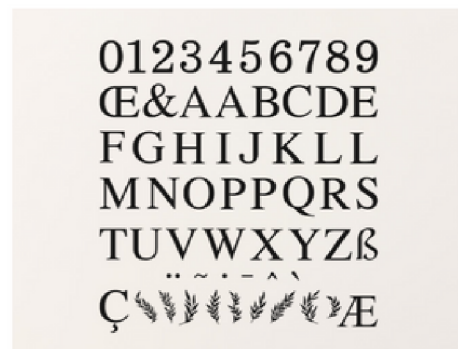 0123456789
Œ&AABCDE
FGHIJKLL
MNOPPQRS
TUVWXYZß
¨ ~ · - ^ `
Ç Æ